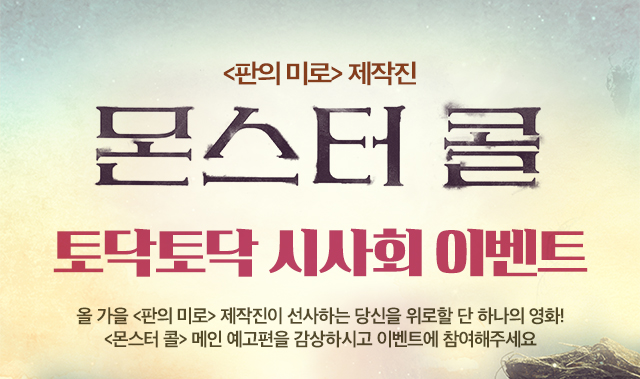 <판의 미로> 제작진
몬스터 콜
토닥토닥 시사회 이벤트
올 가을 <판의 미로> 제작진이 선사하는 당신을 위로할 단 하나의 영화!
<몬스터 콜> 메인 예고편을 감상하시고 이벤트에 참여해주세요